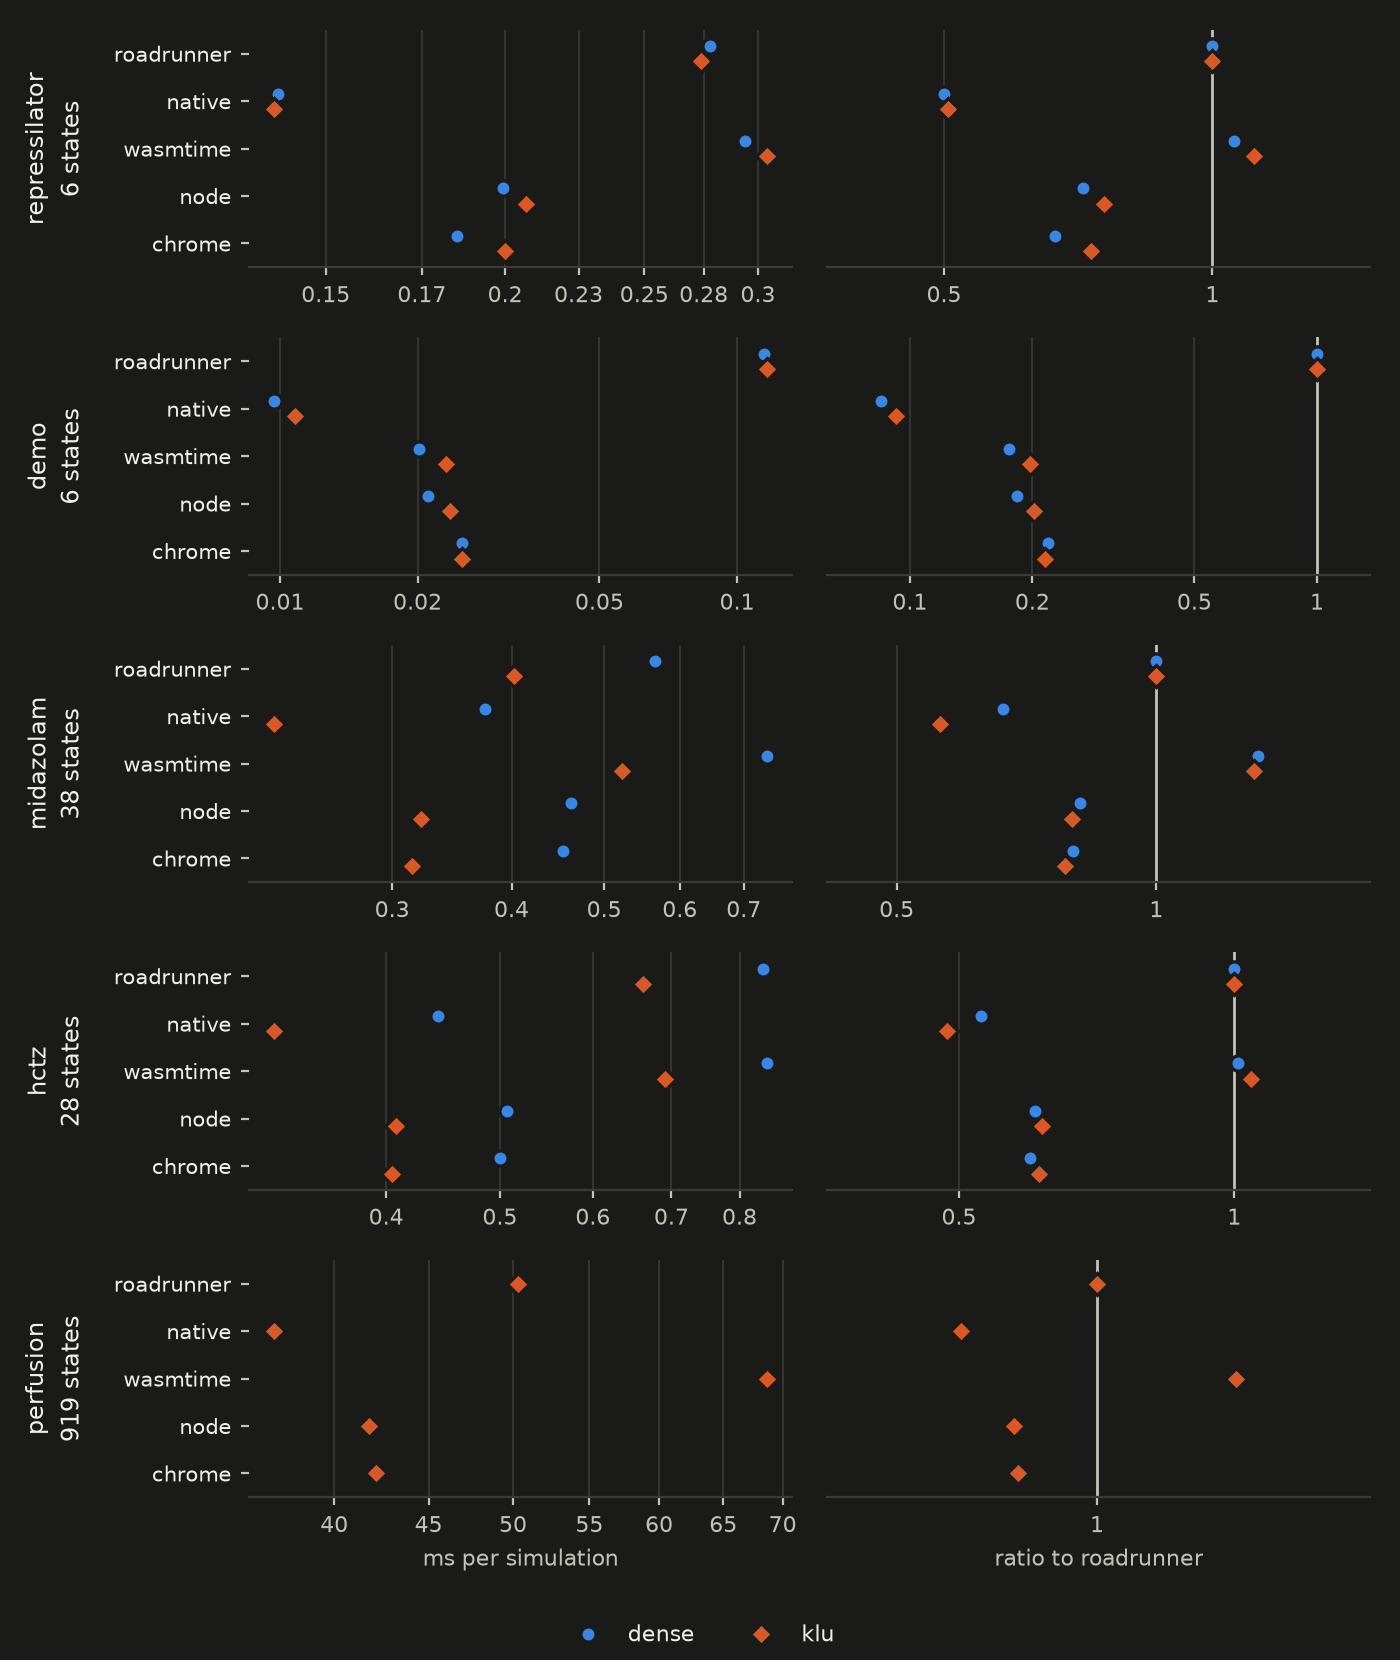 repressilator
6 states
roadrunner
native
wasmtime
node
chrome
0.15 0.17 0.2 0.23 0.25 0.28 0.3
0.5 1
demo
6 states
roadrunner
native
wasmtime
node
chrome
0.01 0.02 0.05 0.1
0.1 0.2 0.5 1
midazolam
38 states
roadrunner
native
wasmtime
node
chrome
0.3 0.4 0.5 0.6 0.7
0.5 1
hctz
28 states
roadrunner
native
wasmtime
node
chrome
0.4 0.5 0.6 0.7 0.8
0.5 1
perfusion
919 states
roadrunner
native
wasmtime
node
chrome
40 45 50 55 60 65 70
1
ms per simulation
ratio to roadrunner
dense klu